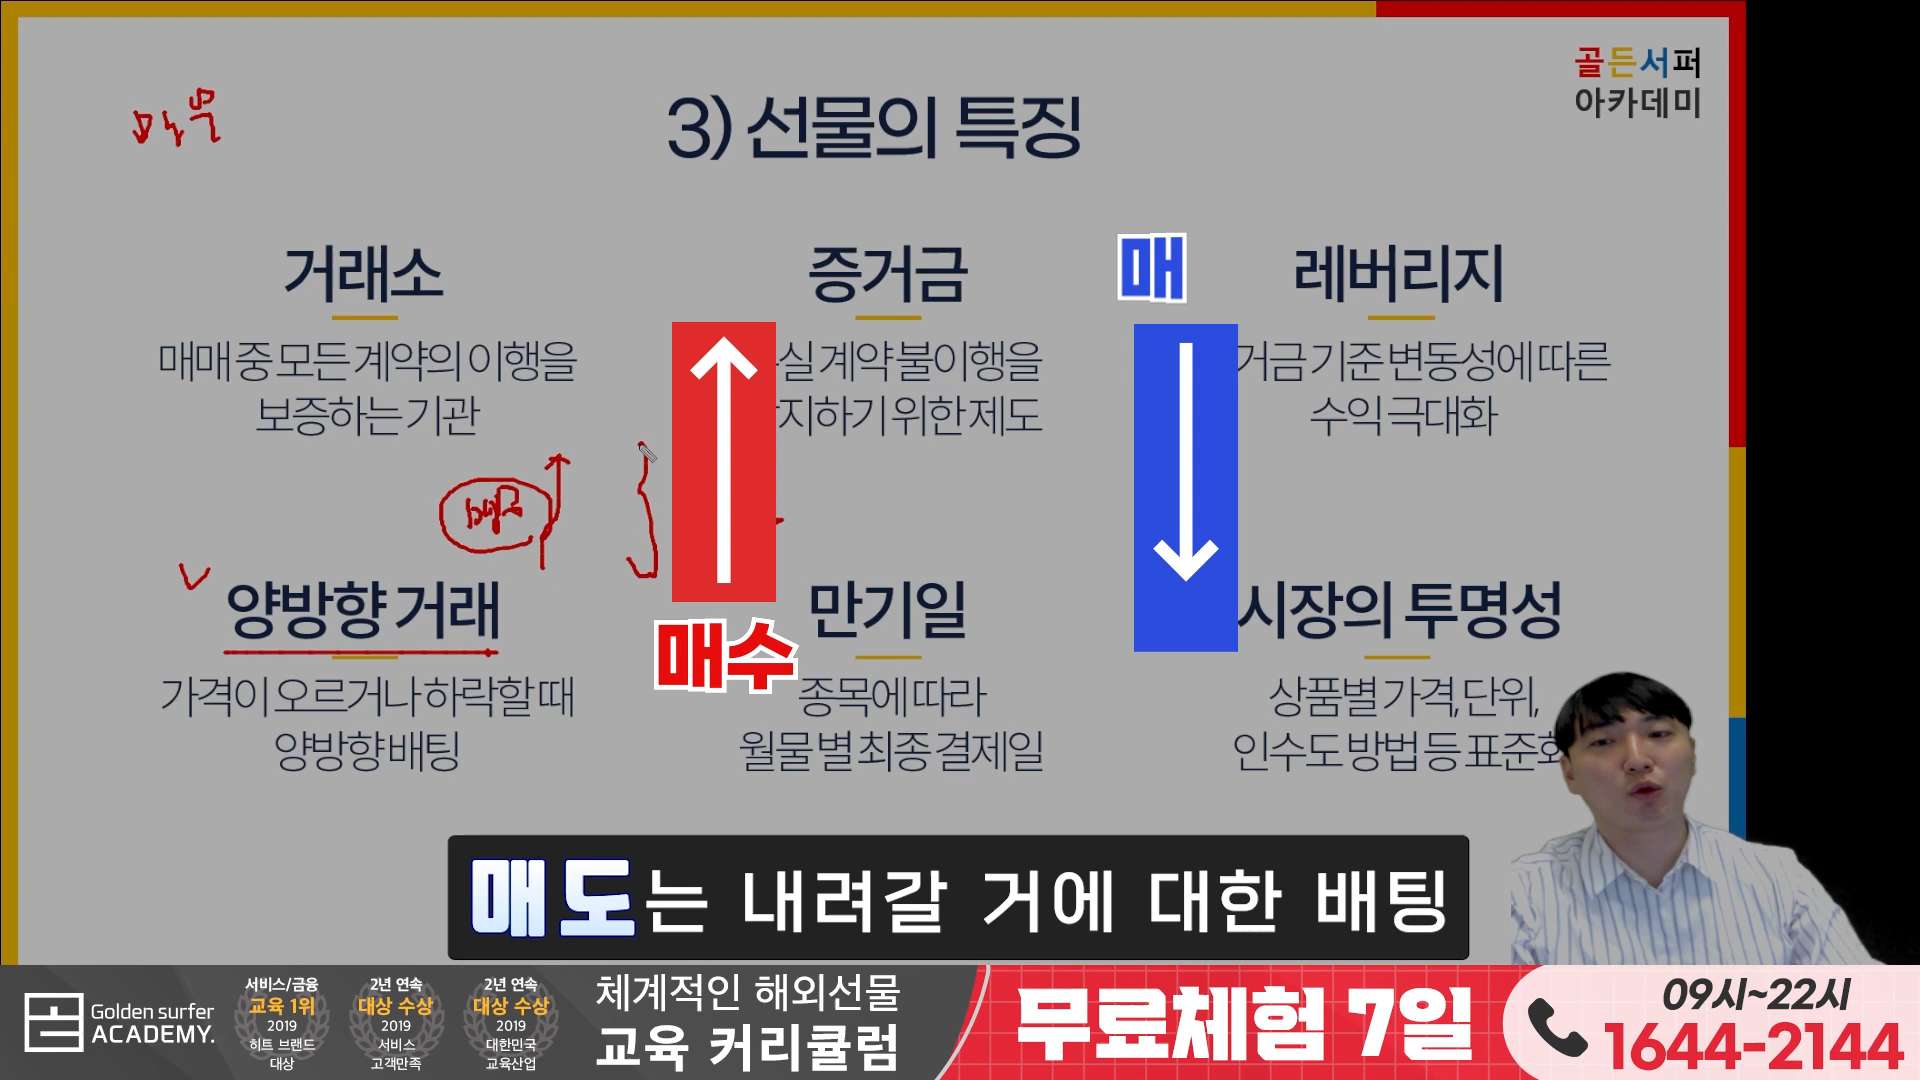 골든서퍼
아카데미
3) 선물의 특징
거래소
매매 중 모든 계약의 이행을
보증하는 기관
증거금
실 계약 불이행을
지하기 위한 제도
매
레버리지
거금 기준 변동성에 따른
수익 극대화
양방향 거래
가격이 오르거나 하락할 때
양방향 배팅
매수
만기일
종목에 따라
월물 별 최종 결제일
시장의 투명성
상품별 가격, 단위,
인수도 방법 등 표준화
매도는 내려갈 거에 대한 배팅
Golden surfer
ACADEMY.
서비스/금융
교육 1위
2019
히트 브랜드
대상
2년 연속
대상 수상
2019
서비스
고객만족
2년 연속
대상 수상
2019
대한민국
교육산업
체계적인 해외선물
교육 커리큘럼
무료체험 7일
09시~22시
1644-2144